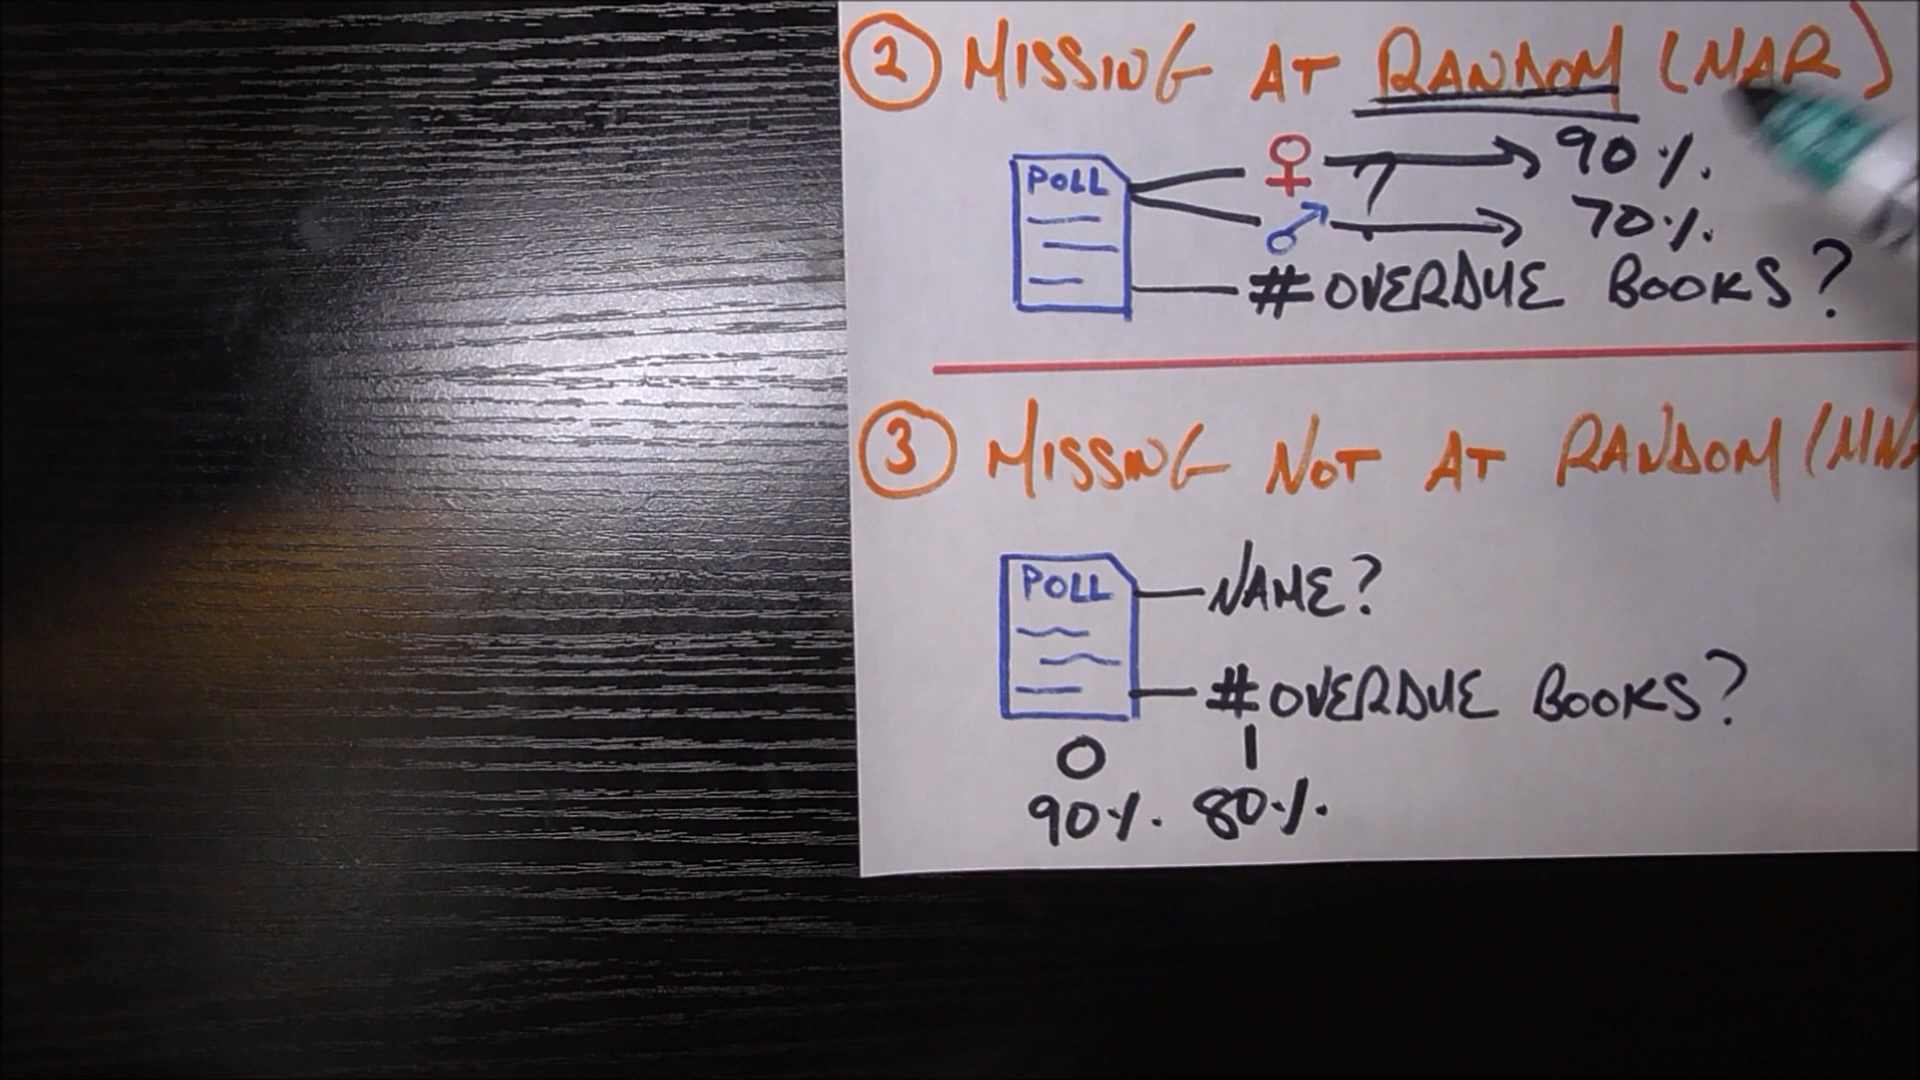 2 MISSING AT RANDOM (MAR)
POLL ♀ → 90%.
♂ → 70%.
# OVERDUE BOOKS?
3 MISSING NOT AT RANDOM (MN
POLL NAME?
# OVERDUE BOOKS?
0 1
90%. 80%.